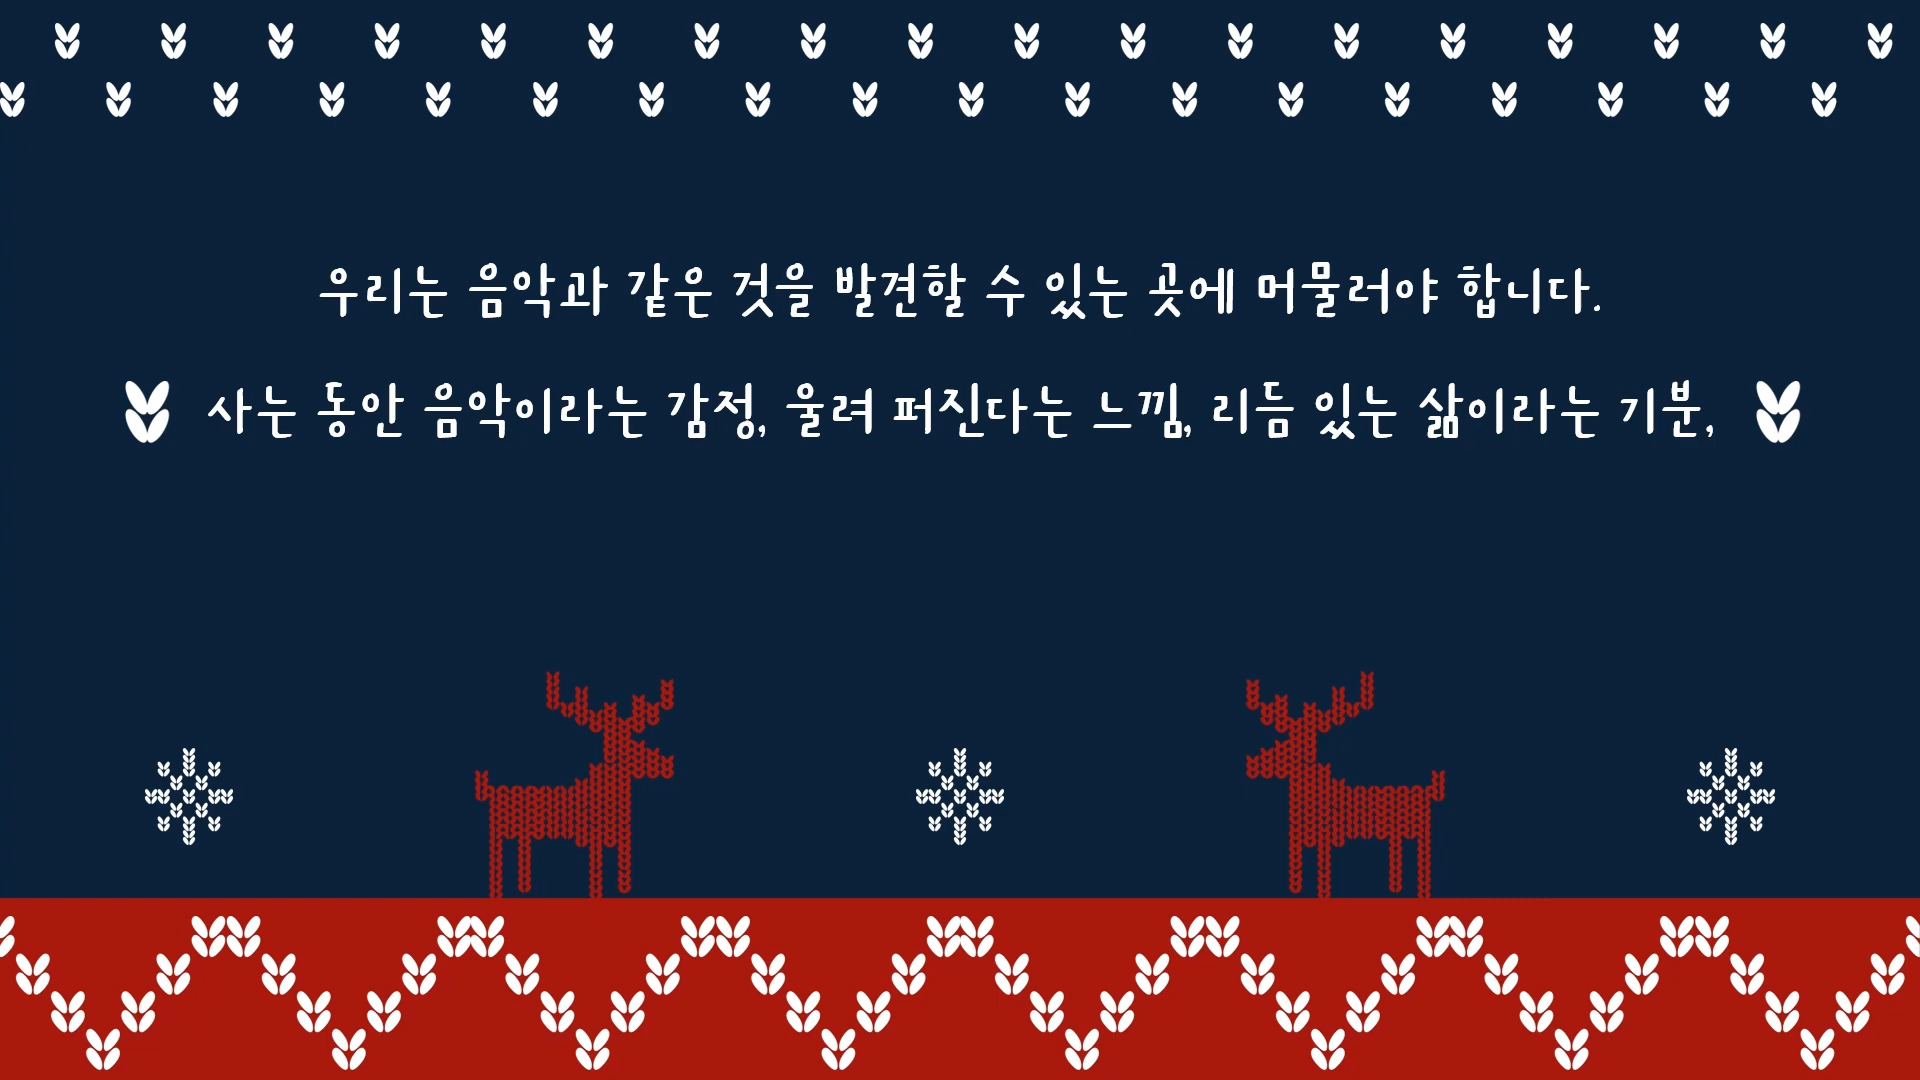 우리는 음악과 같은 것을 발견할 수 있는 곳에 머물러야 합니다.
사는 동안 음악이라는 감정, 울려 퍼진다는 느낌, 리듬 있는 삶이라는 기분,